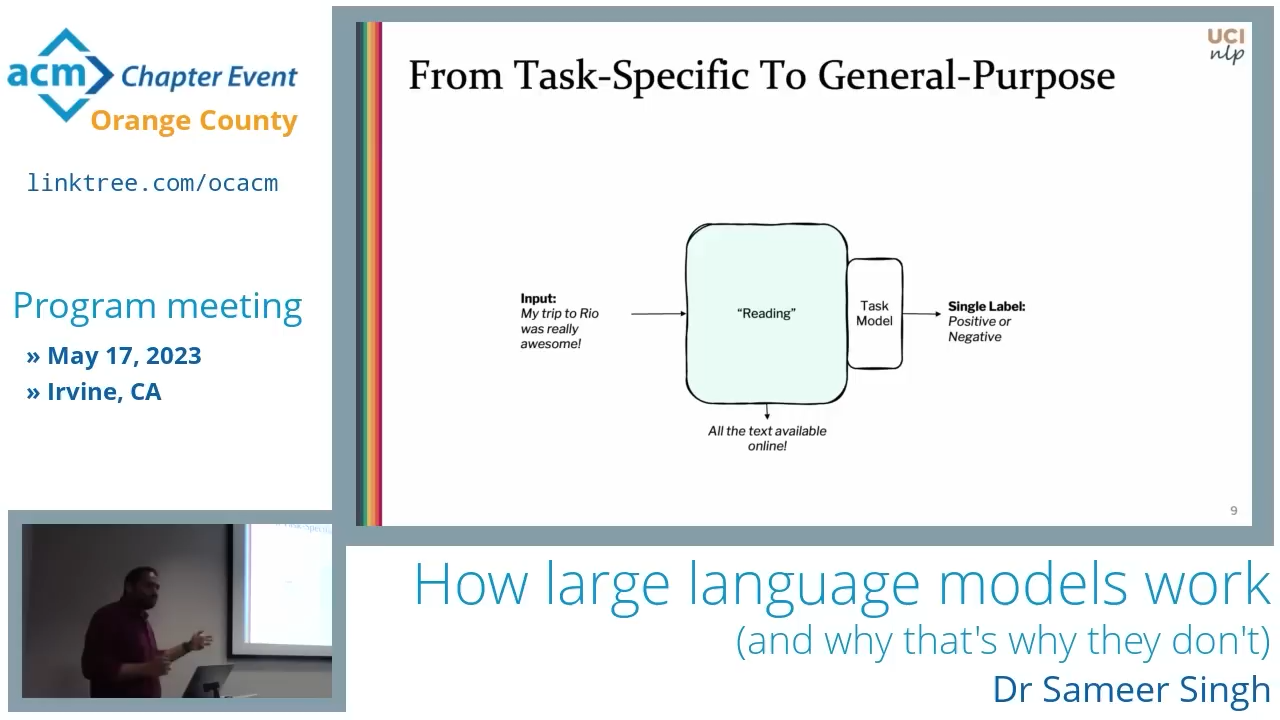 acm Chapter Event
Orange County
linktree.com/ocacm
Program meeting
» May 17, 2023
» Irvine, CA
UCI
nlp
From Task-Specific To General-Purpose
Input:
My trip to Rio
was really
awesome!
“Reading”
Task
Model
Single Label:
Positive or
Negative
All the text available
online!
9
How large language models work
(and why that's why they don't)
Dr Sameer Singh